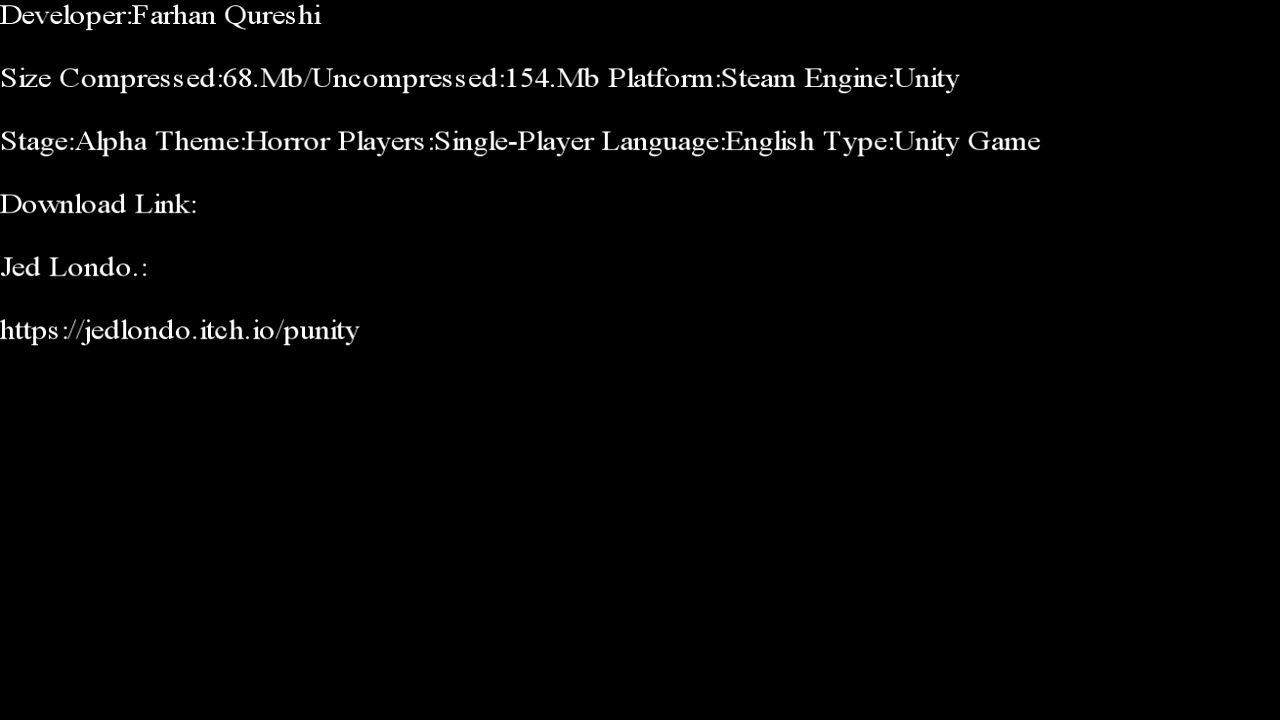 Developer:Farhan Qureshi
Size Compressed:68.Mb/Uncompressed:154.Mb Platform:Steam Engine:Unity
Stage:Alpha Theme:Horror Players:Single-Player Language:English Type:Unity Game
Download Link:
Jed Londo.:
https://jedlondo.itch.io/punity